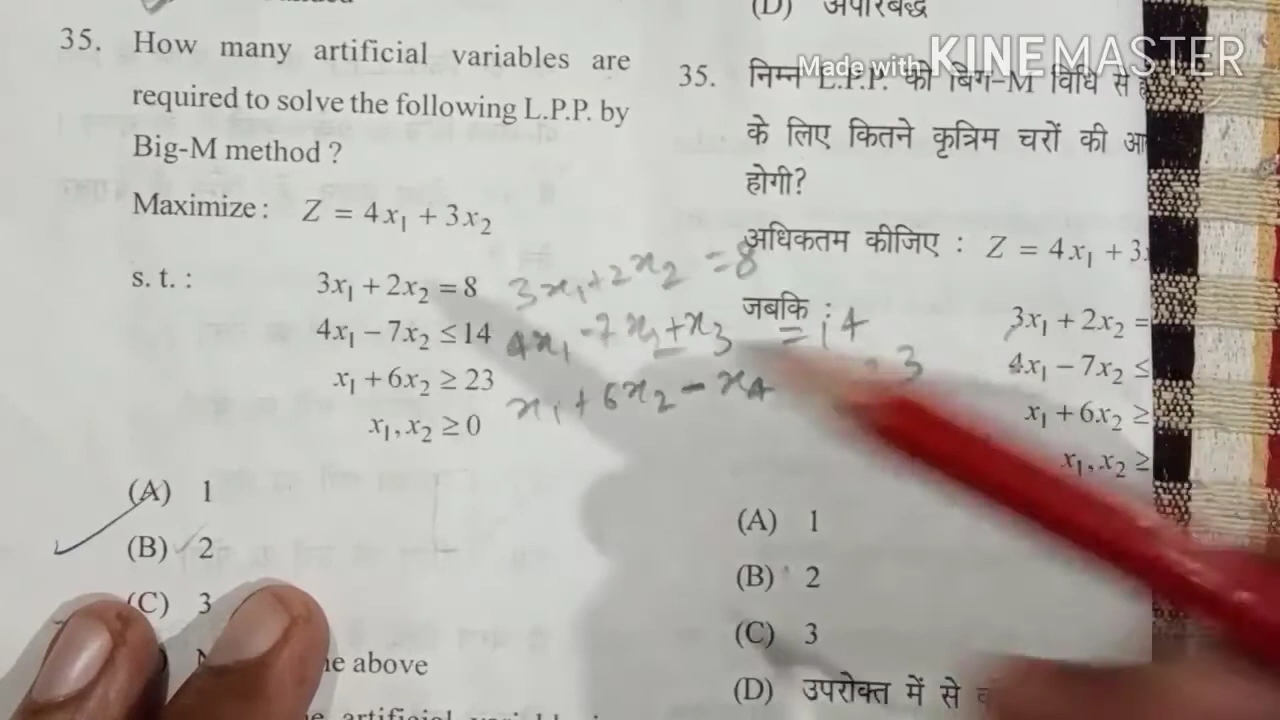 35. How many artificial variables are
required to solve the following L.P.P. by
Big-M method ?
Maximize : Z = 4x₁ + 3x₂
s. t. : 3x₁ + 2x₂ = 8
4x₁ − 7x₂ ≤ 14
x₁ + 6x₂ ≥ 23
x₁, x₂ ≥ 0
(A) 1
(B) 2
(C) 3
above
3x₁ + 2x₂ = 8
4x₁ − 7x₂ + x₃ = 14
x₁ + 6x₂ − x₄
3
(D) अपरिबद्ध
Made with KINEMASTER
35. निम्न L.P.P. को बिग-M विधि से
के लिए कितने कृत्रिम चरों की
होगी?
अधिकतम कीजिए : Z = 4x₁ + 3
जबकि : 3x₁ + 2x₂ =
4x₁ − 7x₂ ≤
x₁ + 6x₂ ≥
x₁, x₂ ≥
(A) 1
(B) 2
(C) 3
(D) उपरोक्त में से